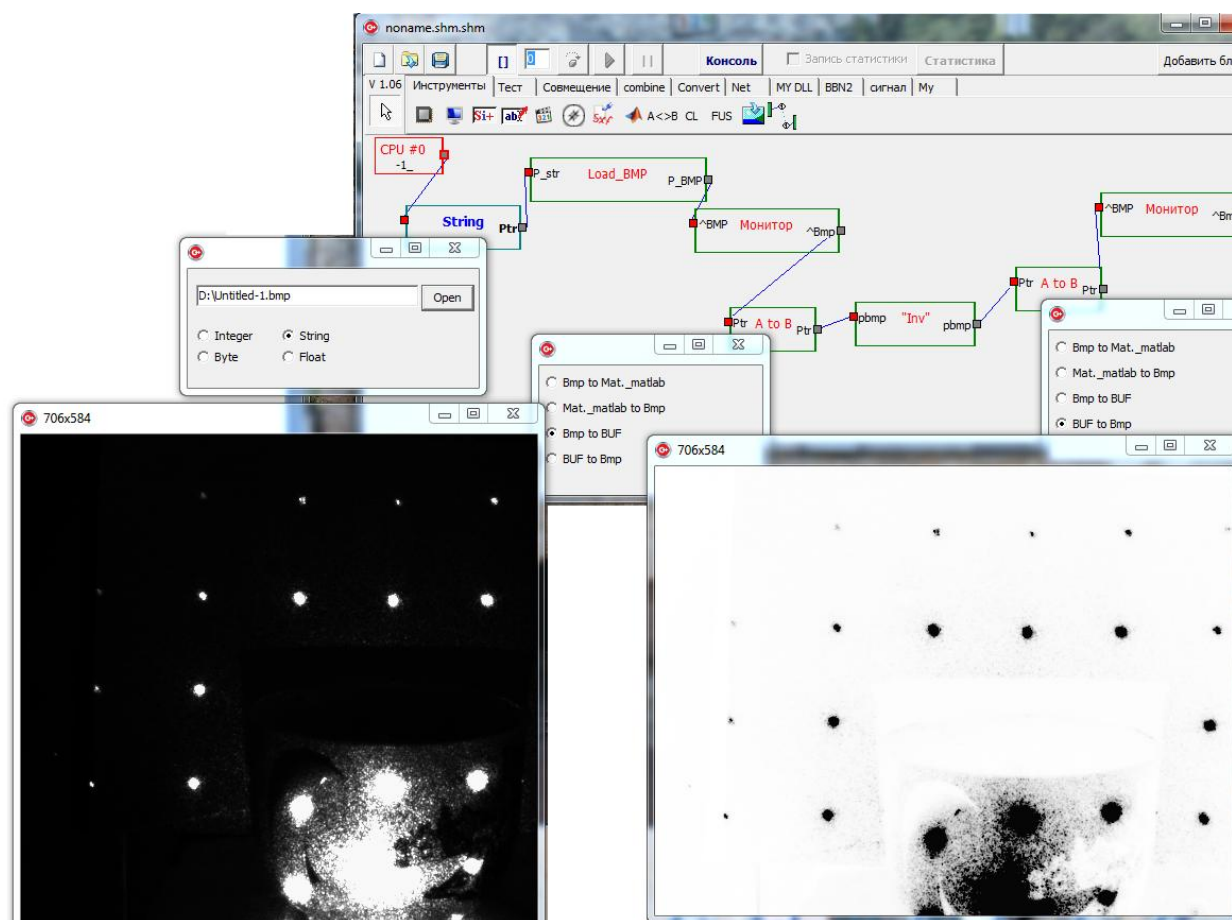 noname.shm.shm
[] 0 Консоль Запись статистики Статистика Добавить бл
V 1.06 Инструменты Тест Совмещение combine Convert Net MY DLL BBN2 сигнал My
Si+ ab A<>B CL FUS
CPU #0
-1_
P_str Load_BMP P_BMP
String Ptr
^BMP Монитор ^Bmp
^BMP Монитор ^Bm
Ptr A to B Ptr
D:\Untitled-1.bmp Open
Integer String
Byte Float
Ptr A to B Ptr
pbmp "Inv" pbmp
Bmp to Mat._matlab
Mat._matlab to Bmp
Bmp to BUF
BUF to Bmp
Bmp to Mat._matlab
Mat._matlab to Bmp
Bmp to BUF
BUF to Bmp
706x584
706x584